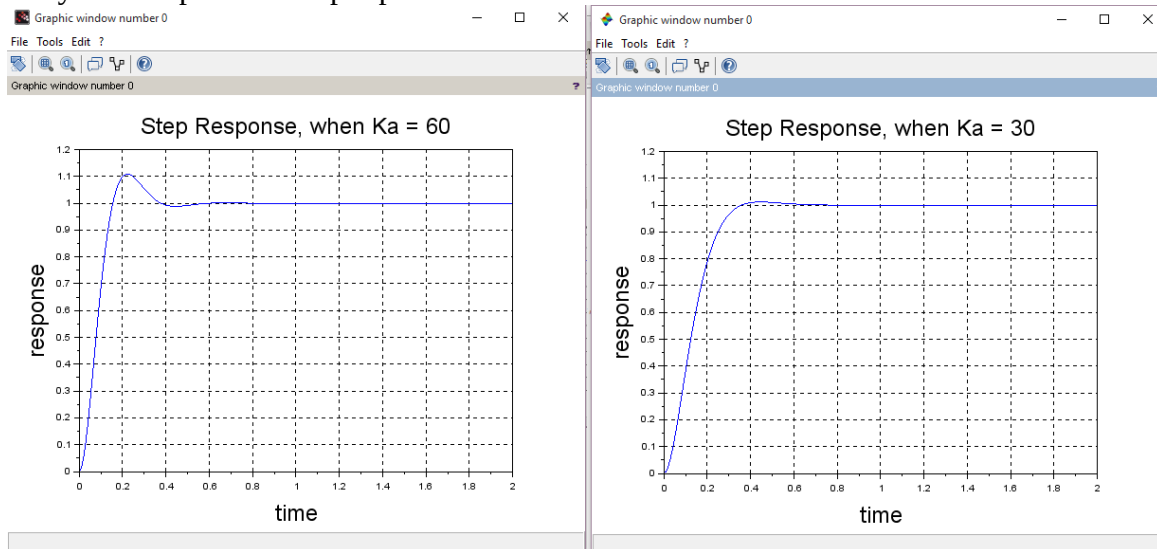 Graphic window number 0
File Tools Edit ?
Graphic window number 0 ?
Step Response, when Ka = 60
1.2
1.1
1
0.9
0.8
0.7
0.6
0.5
0.4
0.3
0.2
0.1
0
response
0 0.2 0.4 0.6 0.8 1 1.2 1.4 1.6 1.8 2
time
Graphic window number 0
File Tools Edit ?
Graphic window number 0
Step Response, when Ka = 30
1.2
1.1
1
0.9
0.8
0.7
0.6
0.5
0.4
0.3
0.2
0.1
0
response
0 0.2 0.4 0.6 0.8 1 1.2 1.4 1.6 1.8 2
time